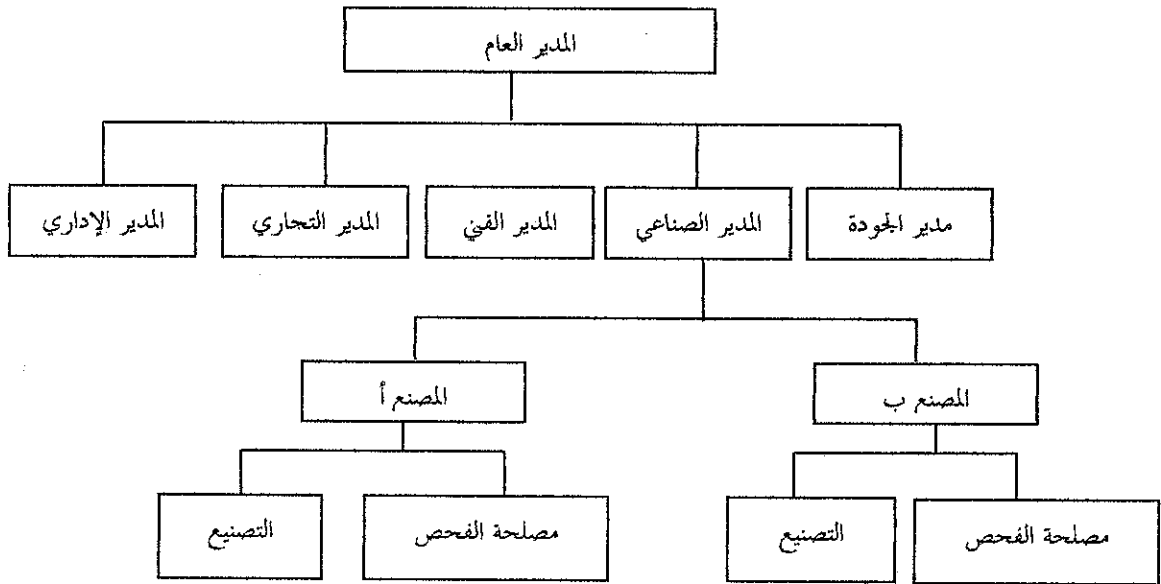 المدير العام
مدير الجودة
المدير الصناعي
المدير الفني
المدير التجاري
المدير الإداري
المصنع ب
المصنع أ
مصلحة الفحص
التصنيع
مصلحة الفحص
التصنيع